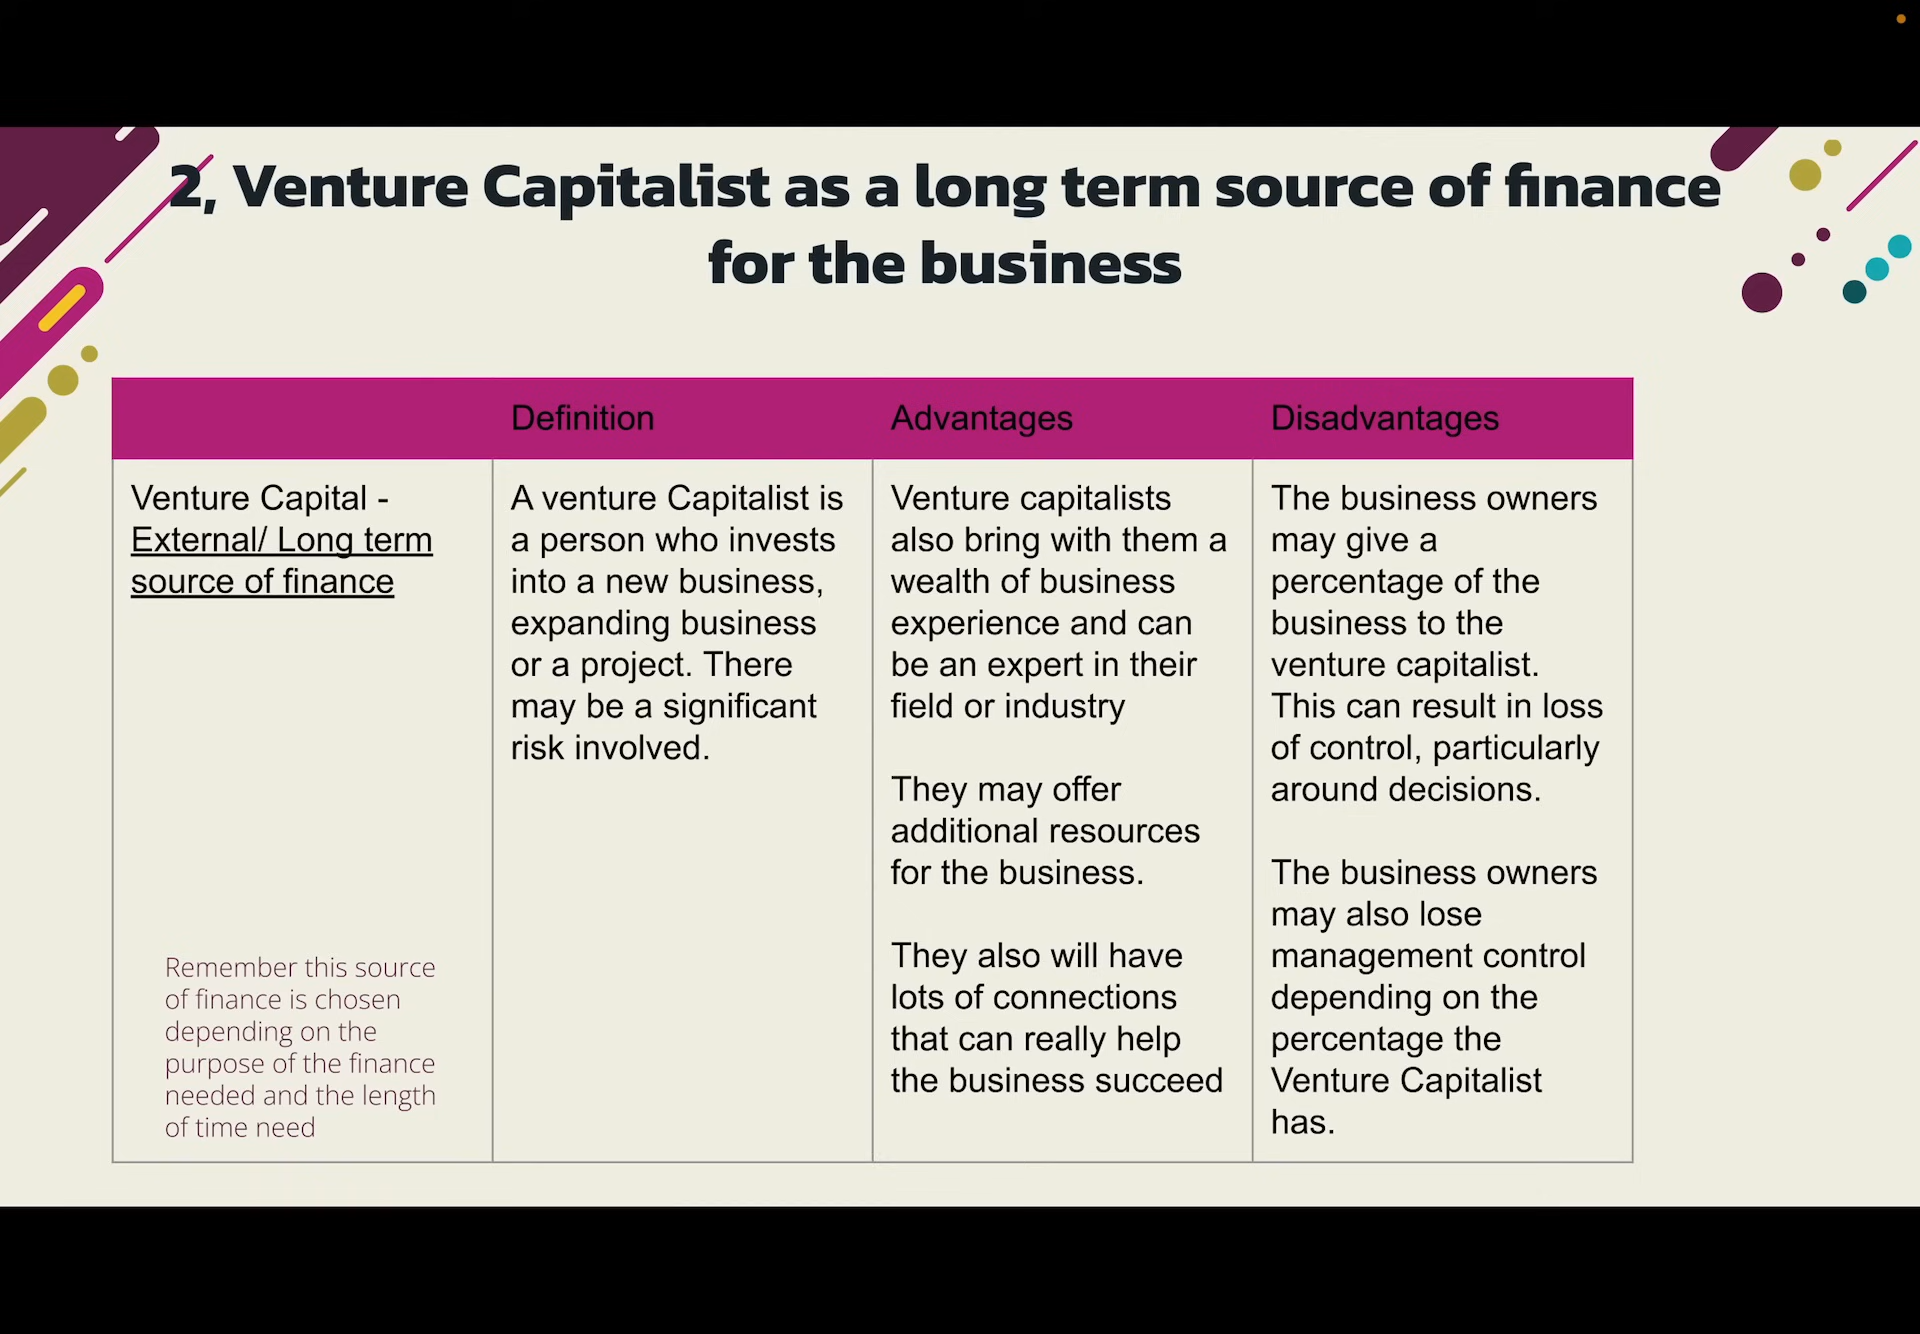 2, Venture Capitalist as a long term source of finance
for the business
Definition
Advantages
Disadvantages
Venture Capital -
External/ Long term
source of finance
Remember this source
of finance is chosen
depending on the
purpose of the finance
needed and the length
of time need
A venture Capitalist is
a person who invests
into a new business,
expanding business
or a project. There
may be a significant
risk involved.
Venture capitalists
also bring with them a
wealth of business
experience and can
be an expert in their
field or industry
They may offer
additional resources
for the business.
They also will have
lots of connections
that can really help
the business succeed
The business owners
may give a
percentage of the
business to the
venture capitalist.
This can result in loss
of control, particularly
around decisions.
The business owners
may also lose
management control
depending on the
percentage the
Venture Capitalist
has.